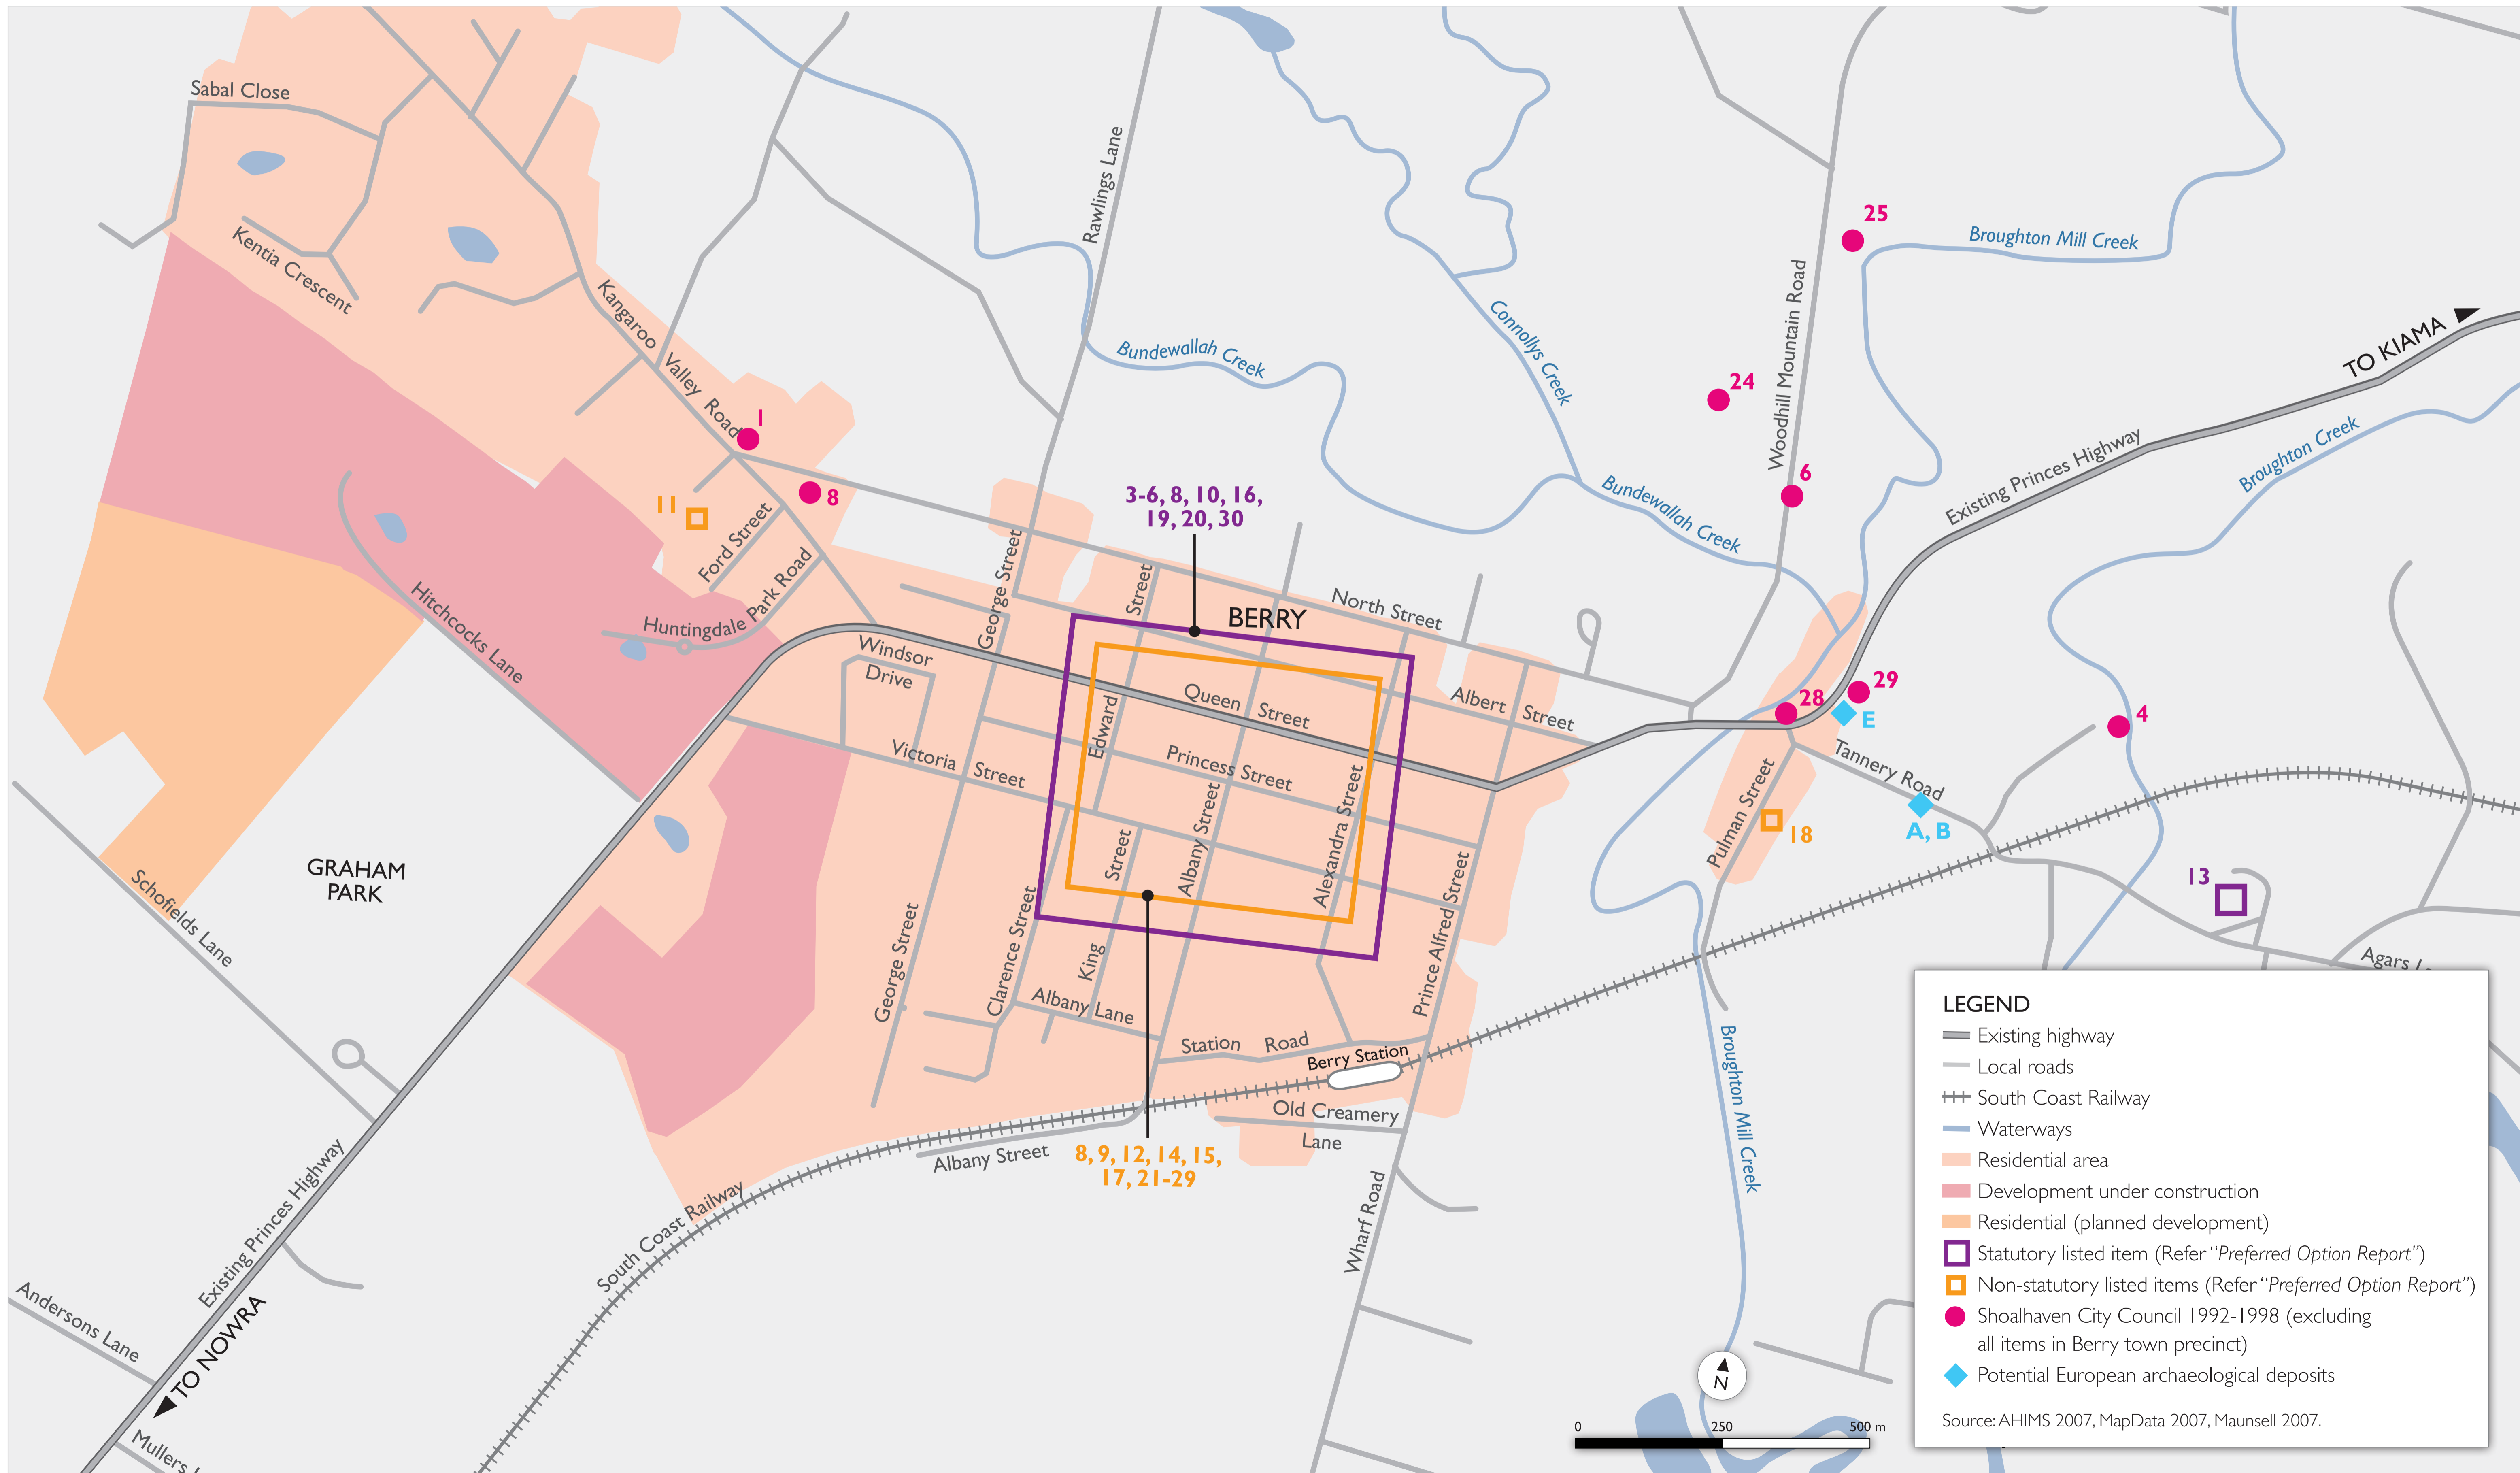 Sabal Close
Kentia Crescent
Kangaroo Valley Road
Rawlings Lane
Bundewallah Creek
Connollys Creek
Bundewallah Creek
Woodhill Mountain Road
Broughton Mill Creek
25
24
6
TO KIAMA
Existing Princes Highway
Broughton Creek
1
8
11
Ford Street
Huntingdale Park Road
Hitchcocks Lane
George Street
3-6, 8, 10, 16,
19, 20, 30
BERRY
North Street
Street
Windsor
Drive
Queen Street
Albert Street
Edward
Princess Street
Victoria Street
Street
Albany Street
Alexandra Street
28
29
E
4
Tannery Road
A, B
Pulman Street
18
13
Agars
GRAHAM
PARK
Schofields Lane
George Street
Clarence Street
King
Prince Alfred Street
Albany Lane
Station Road
Berry Station
Old Creamery
Lane
Albany Street
8, 9, 12, 14, 15,
17, 21-29
South Coast Railway
Wharf Road
Broughton Mill Creek
Existing Princes Highway
Andersons Lane
TO NOWRA
Mullers
N
0 250 500 m
LEGEND
Existing highway
Local roads
South Coast Railway
Waterways
Residential area
Development under construction
Residential (planned development)
Statutory listed item (Refer “Preferred Option Report”)
Non-statutory listed items (Refer “Preferred Option Report”)
Shoalhaven City Council 1992-1998 (excluding
all items in Berry town precinct)
Potential European archaeological deposits
Source: AHIMS 2007, MapData 2007, Maunsell 2007.